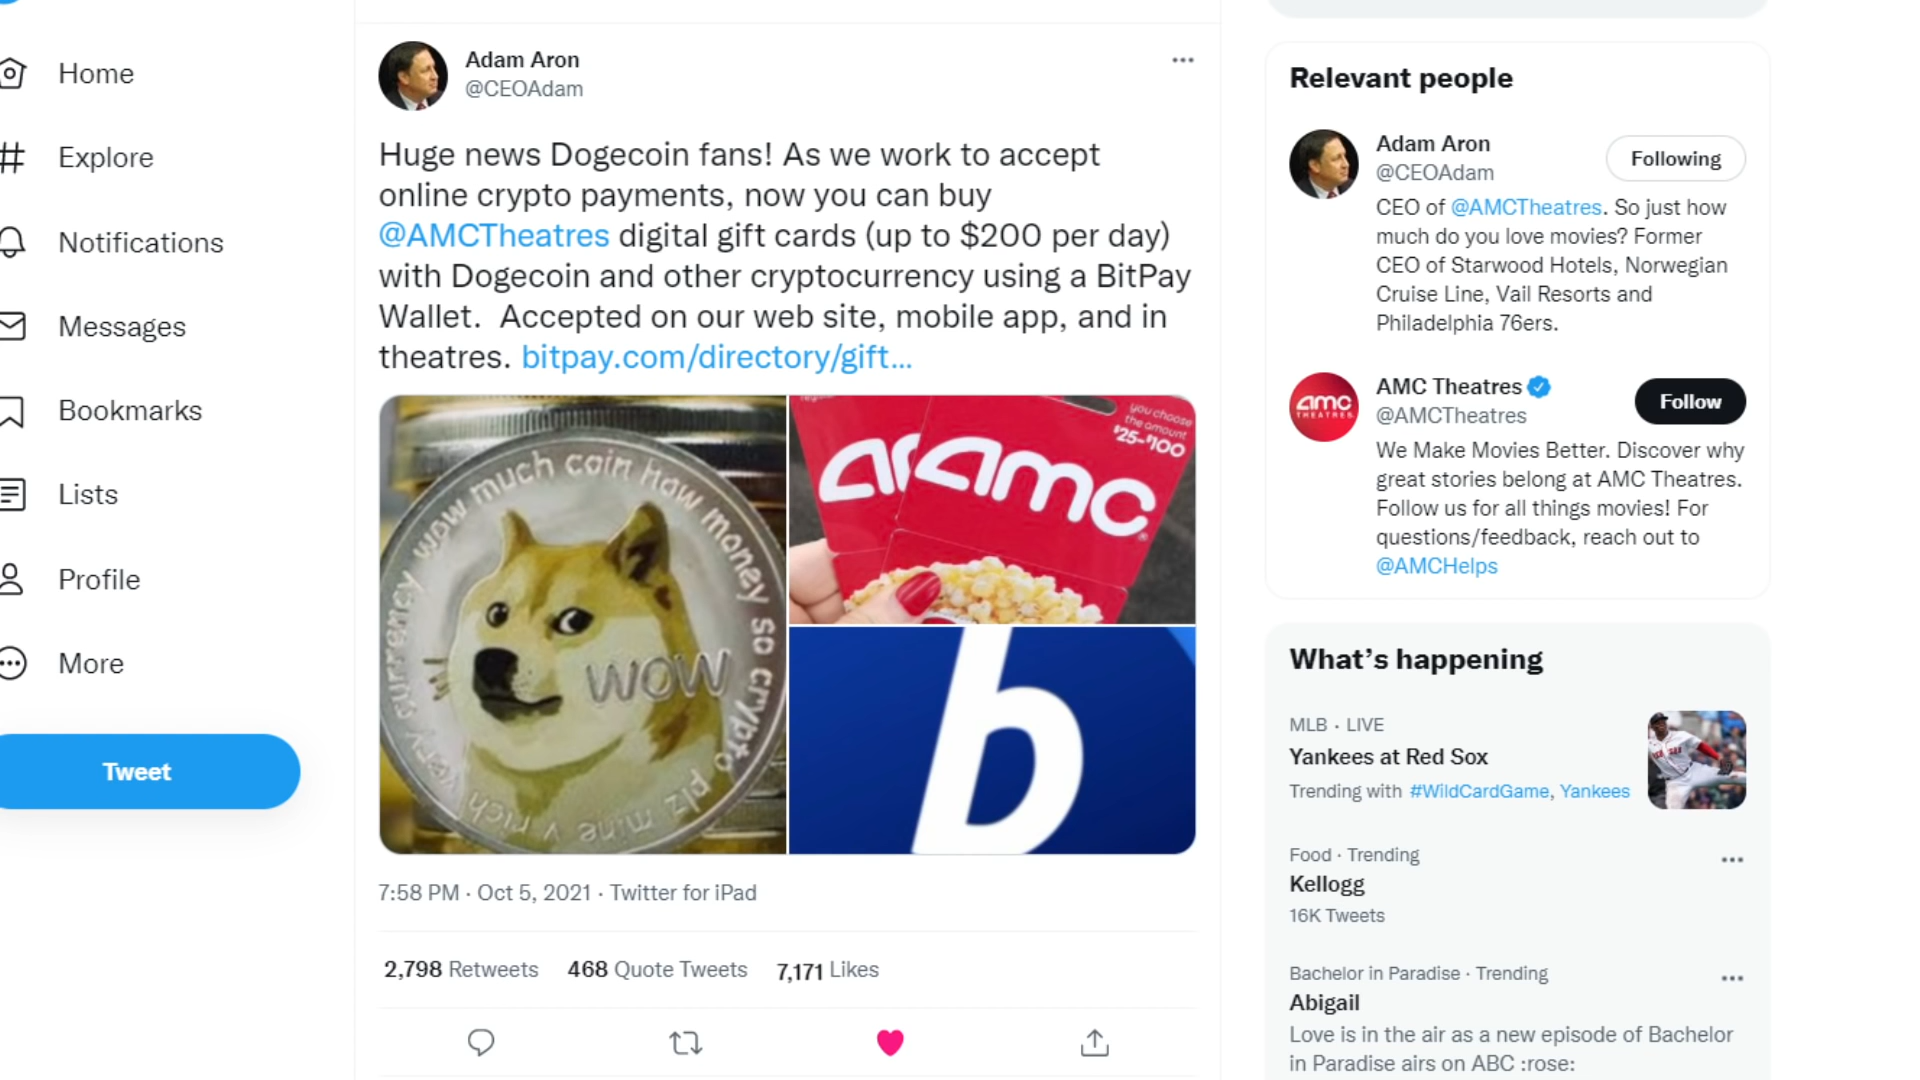 Home
Explore
Notifications
Messages
Bookmarks
Lists
Profile
More
Tweet
Adam Aron
@CEOAdam
Huge news Dogecoin fans! As we work to accept
online crypto payments, now you can buy
@AMCTheatres digital gift cards (up to $200 per day)
with Dogecoin and other cryptocurrency using a BitPay
Wallet.  Accepted on our web site, mobile app, and in
theatres. bitpay.com/directory/gift…
wow much coin how money so crypto plz mine v rich very currency
wow
amc
you choose
the amount
$25-$100
b
7:58 PM · Oct 5, 2021 · Twitter for iPad
2,798 Retweets 468 Quote Tweets 7,171 Likes
Relevant people
Adam Aron
@CEOAdam
Following
CEO of @AMCTheatres. So just how
much do you love movies? Former
CEO of Starwood Hotels, Norwegian
Cruise Line, Vail Resorts and
Philadelphia 76ers.
amc
THEATRES
AMC Theatres
@AMCTheatres
Follow
We Make Movies Better. Discover why
great stories belong at AMC Theatres.
Follow us for all things movies! For
questions/feedback, reach out to
@AMCHelps
What's happening
MLB · LIVE
Yankees at Red Sox
Trending with #WildCardGame, Yankees
Food · Trending
Kellogg
16K Tweets
Bachelor in Paradise · Trending
Abigail
Love is in the air as a new episode of Bachelor
in Paradise airs on ABC :rose: